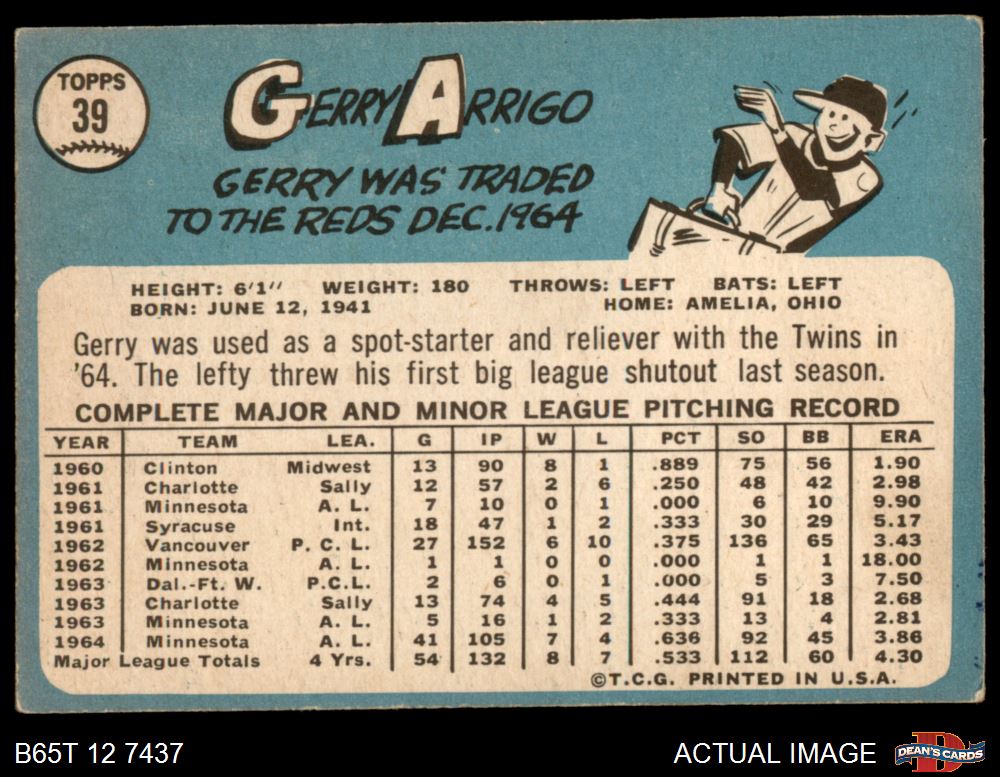 TOPPS
39
GERRY ARRIGO
GERRY WAS TRADED
TO THE REDS DEC. 1964
HEIGHT: 6'1" WEIGHT: 180 THROWS: LEFT BATS: LEFT
BORN: JUNE 12, 1941 HOME: AMELIA, OHIO
Gerry was used as a spot-starter and reliever with the Twins in
'64. The lefty threw his first big league shutout last season.
COMPLETE MAJOR AND MINOR LEAGUE PITCHING RECORD
YEAR TEAM LEA. G IP W L PCT SO BB ERA
1960 Clinton Midwest 13 90 8 1 .889 75 56 1.90
1961 Charlotte Sally 12 57 2 6 .250 48 42 2.98
1961 Minnesota A. L. 7 10 0 1 .000 6 10 9.90
1961 Syracuse Int. 18 47 1 2 .333 30 29 5.17
1962 Vancouver P. C. L. 27 152 6 10 .375 136 65 3.43
1962 Minnesota A. L. 1 1 0 0 .000 1 1 18.00
1963 Dal.-Ft. W. P.C.L. 2 6 0 1 .000 5 3 7.50
1963 Charlotte Sally 13 74 4 5 .444 91 18 2.68
1963 Minnesota A. L. 5 16 1 2 .333 13 4 2.81
1964 Minnesota A. L. 41 105 7 4 .636 92 45 3.86
Major League Totals 4 Yrs. 54 132 8 7 .533 112 60 4.30
©T.C.G. PRINTED IN U.S.A.
B65T 12 7437 ACTUAL IMAGE
D
DEAN'S CARDS